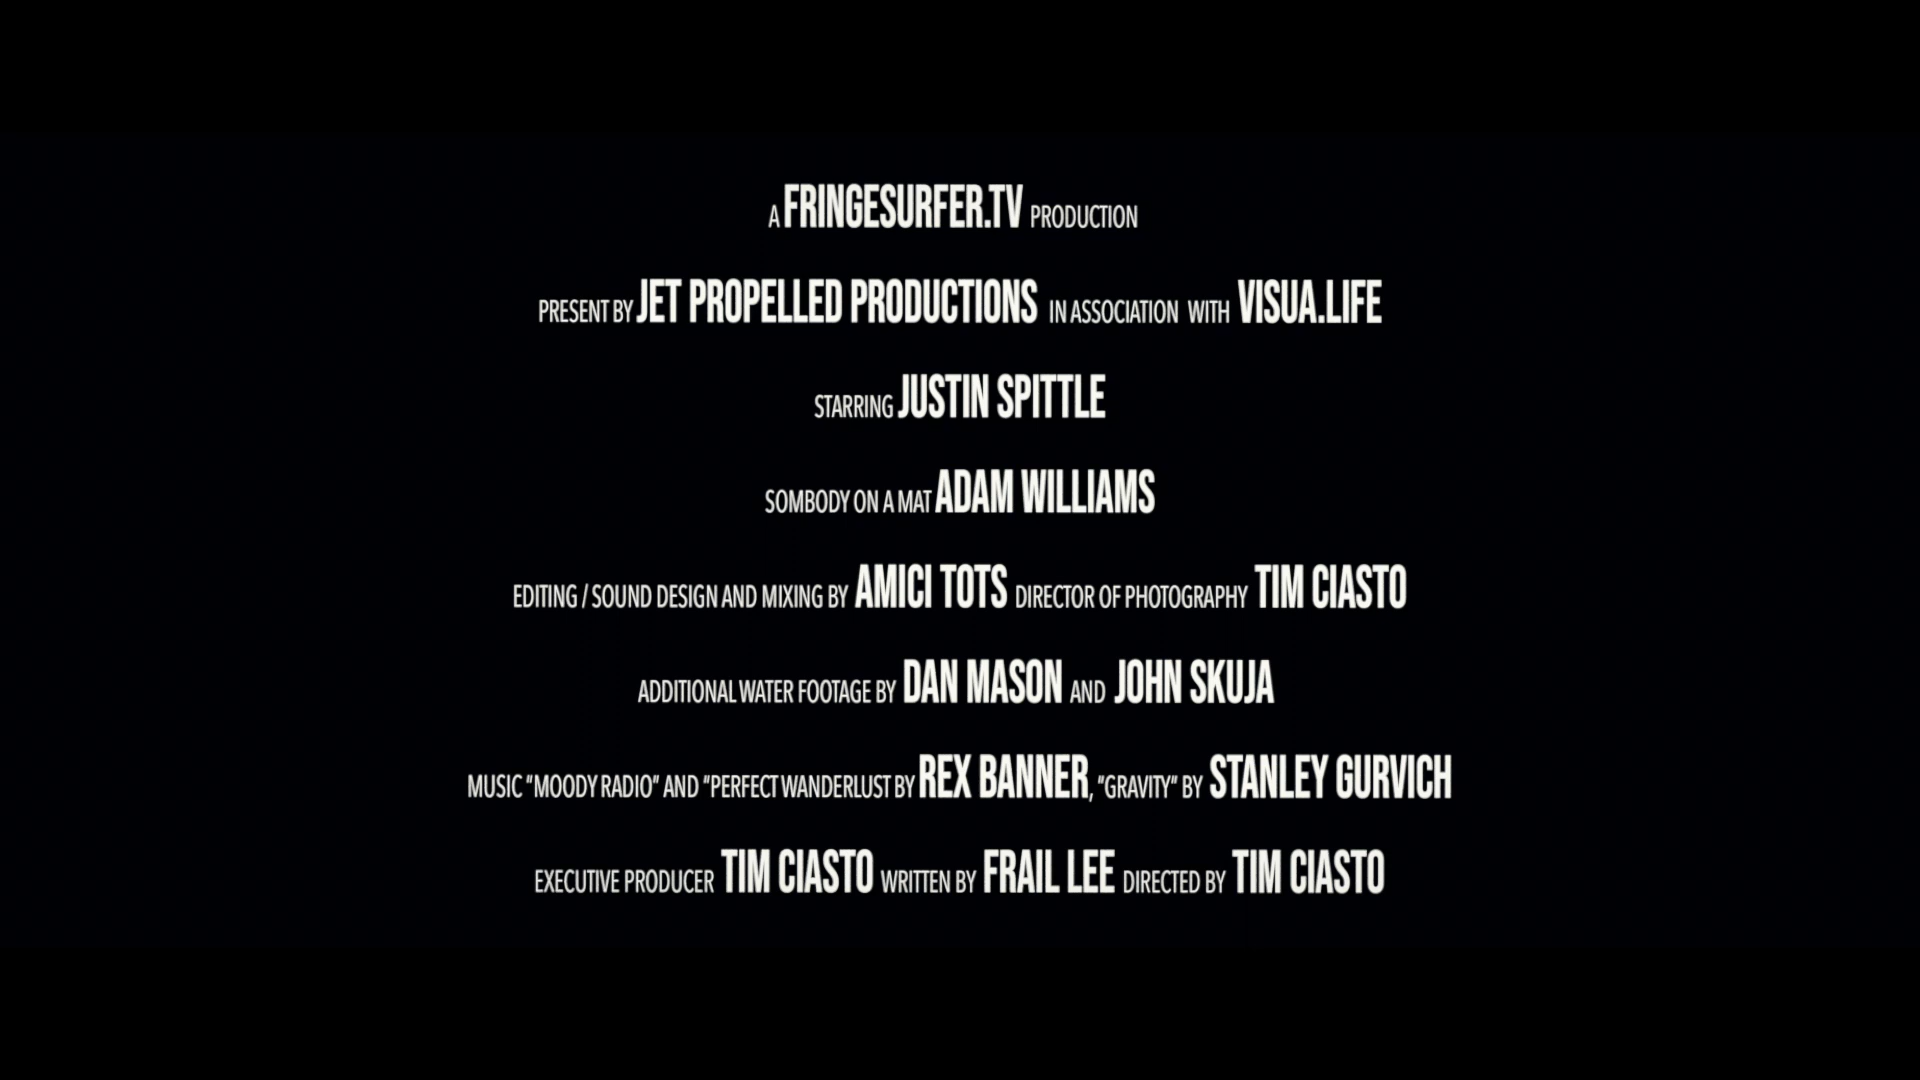 A FRINGESURFER.TV PRODUCTION
PRESENT BY JET PROPELLED PRODUCTIONS IN ASSOCIATION WITH VISUA.LIFE
STARRING JUSTIN SPITTLE
SOMBODY ON A MAT ADAM WILLIAMS
EDITING / SOUND DESIGN AND MIXING BY AMICI TOTS DIRECTOR OF PHOTOGRAPHY TIM CIASTO
ADDITIONAL WATER FOOTAGE BY DAN MASON AND JOHN SKUJA
MUSIC "MOODY RADIO" AND "PERFECT WANDERLUST BY REX BANNER, "GRAVITY" BY STANLEY GURVICH
EXECUTIVE PRODUCER TIM CIASTO WRITTEN BY FRAIL LEE DIRECTED BY TIM CIASTO